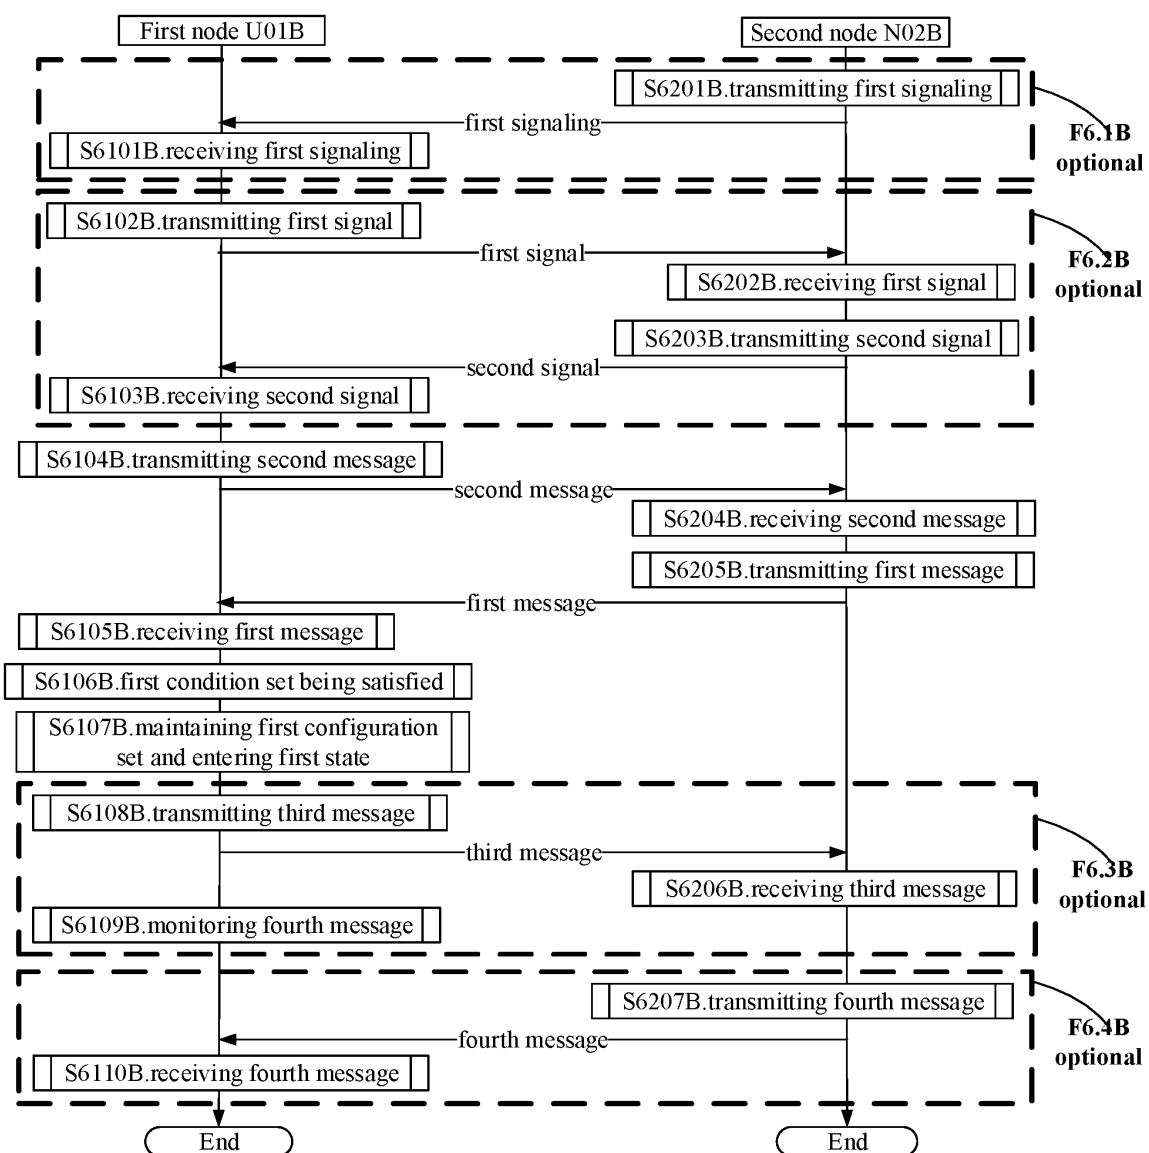 First node U01B
Second node N02B
S6201B.transmitting first signaling
first signaling
S6101B.receiving first signaling
F6.1B
optional
S6102B.transmitting first signal
first signal
S6202B.receiving first signal
F6.2B
optional
S6203B.transmitting second signal
second signal
S6103B.receiving second signal
S6104B.transmitting second message
second message
S6204B.receiving second message
S6205B.transmitting first message
first message
S6105B.receiving first message
S6106B.first condition set being satisfied
S6107B.maintaining first configuration
set and entering first state
S6108B.transmitting third message
third message
S6206B.receiving third message
F6.3B
optional
S6109B.monitoring fourth message
S6207B.transmitting fourth message
fourth message
F6.4B
optional
S6110B.receiving fourth message
End
End